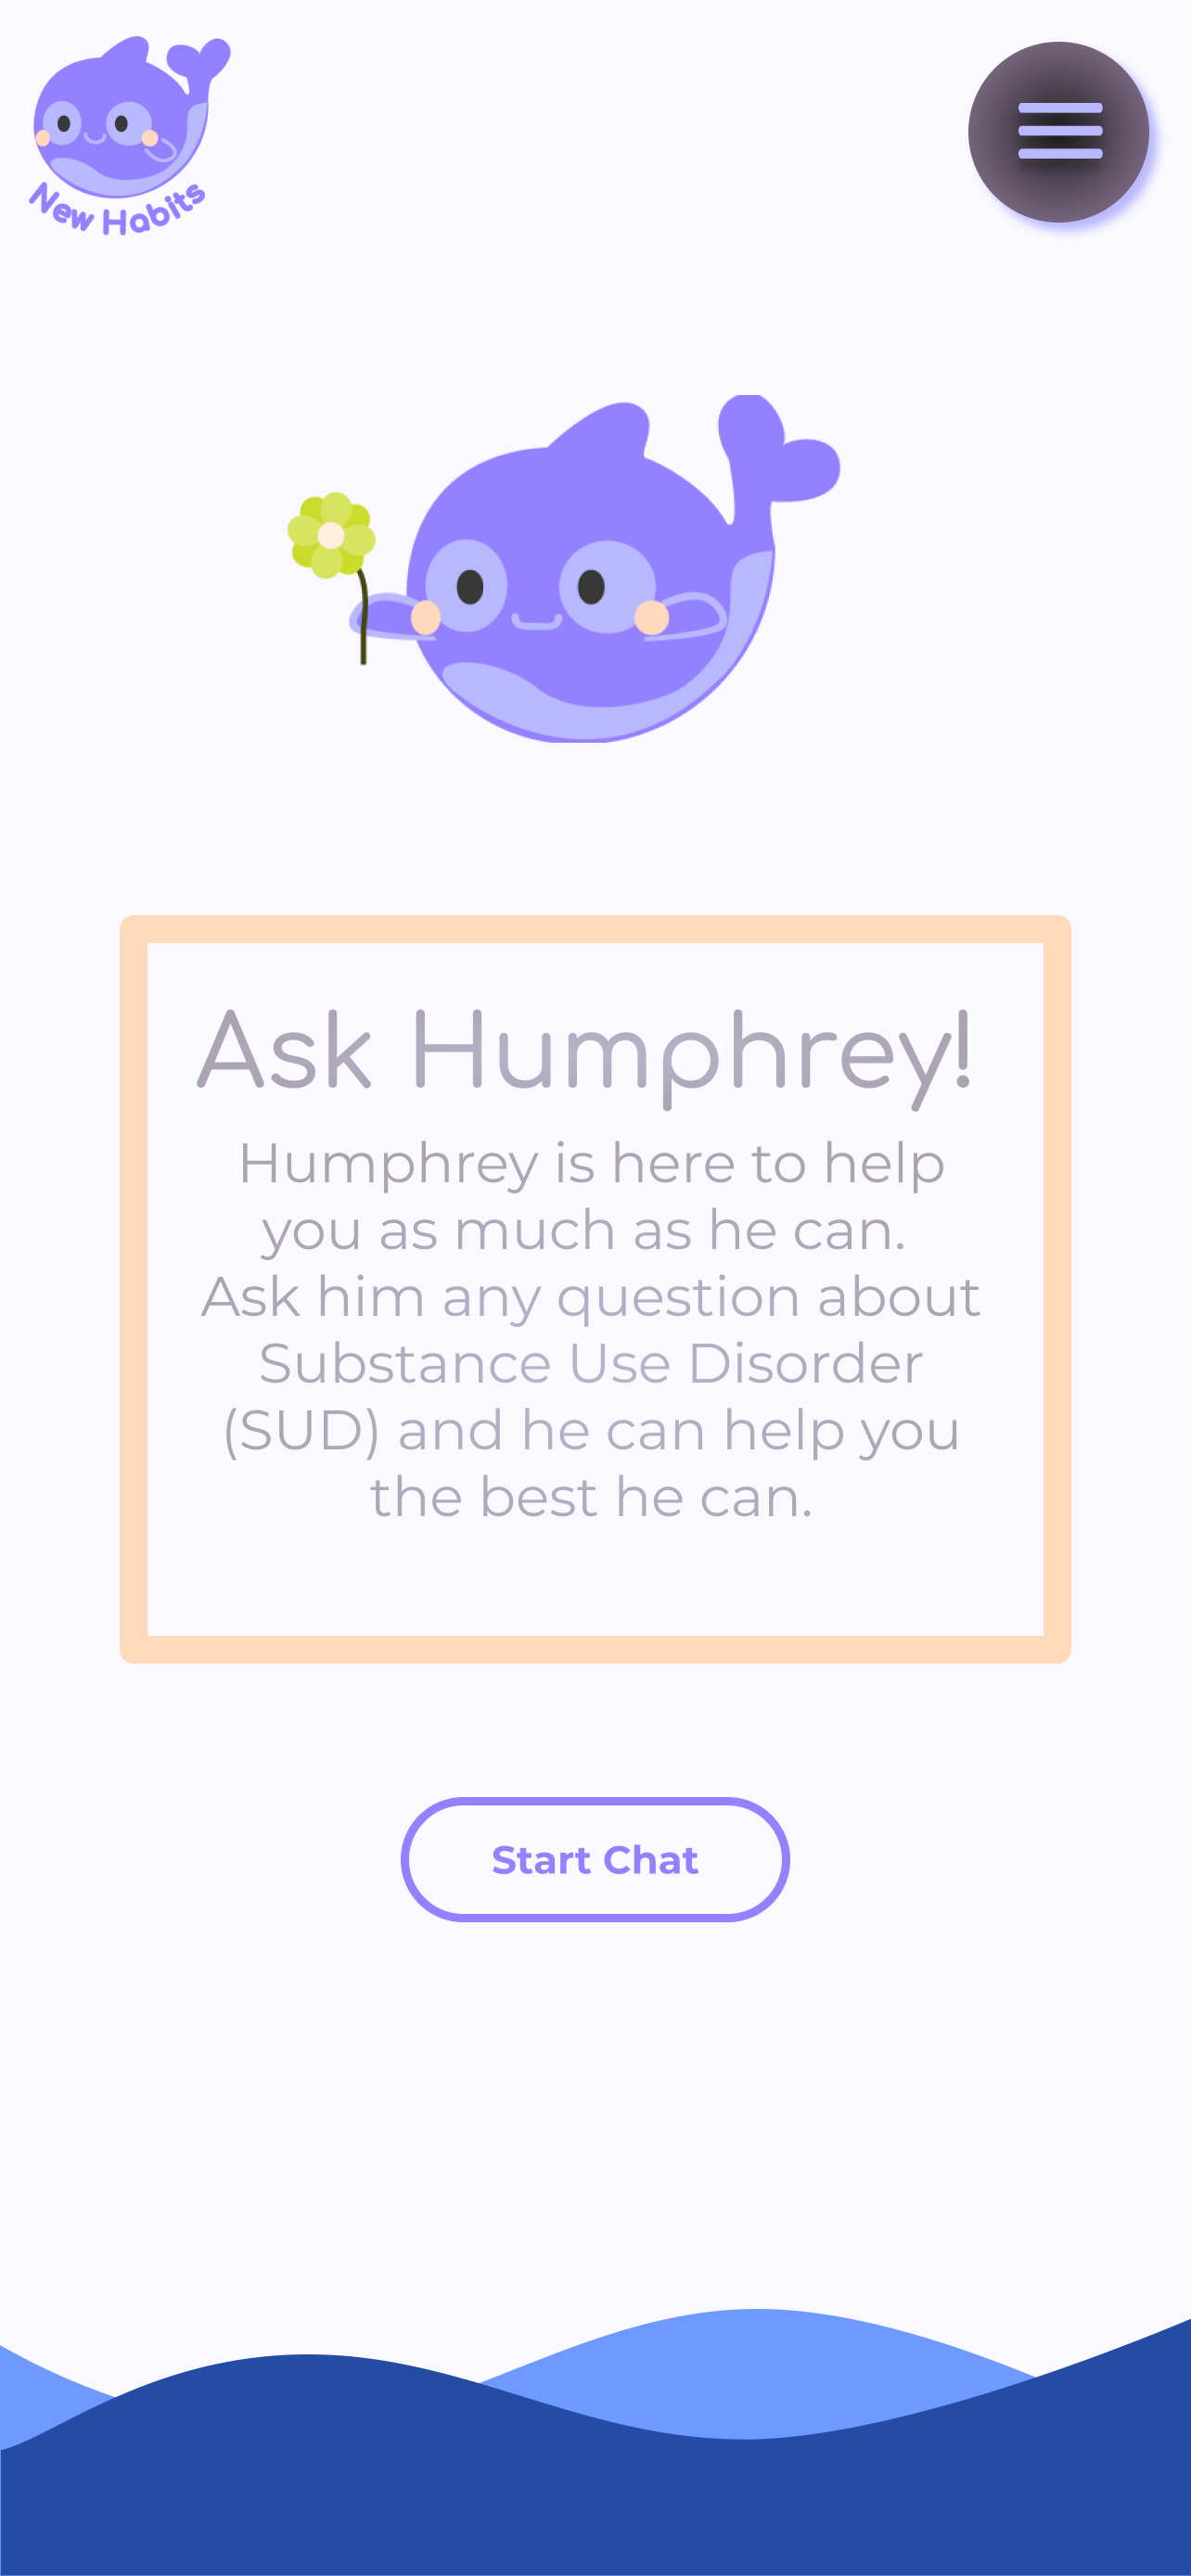 New Habits
Ask Humphrey!
Humphrey is here to help
you as much as he can.
Ask him any question about
Substance Use Disorder
(SUD) and he can help you
the best he can.
Start Chat